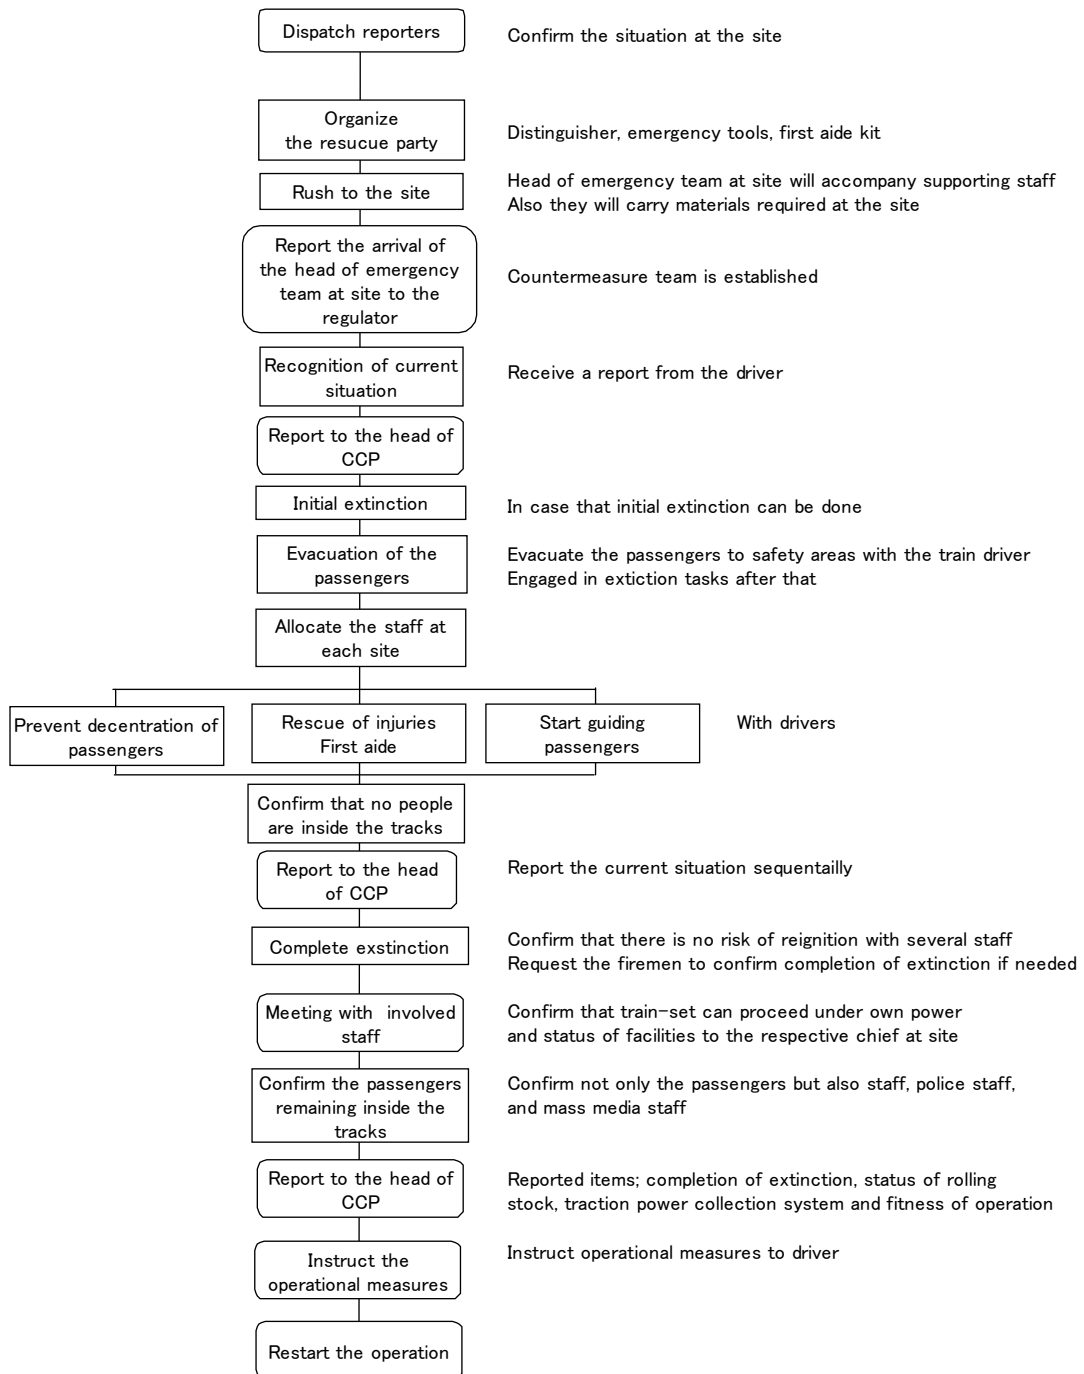 Dispatch reporters
Confirm the situation at the site
Organize
the resucue party
Distinguisher, emergency tools, first aide kit
Rush to the site
Head of emergency team at site will accompany supporting staff
Also they will carry materials required at the site
Report the arrival of
the head of emergency
team at site to the
regulator
Countermeasure team is established
Recognition of current
situation
Receive a report from the driver
Report to the head of
CCP
Initial extinction
In case that initial extinction can be done
Evacuation of the
passengers
Evacuate the passengers to safety areas with the train driver
Engaged in extiction tasks after that
Allocate the staff at
each site
Prevent decentration of
passengers
Rescue of injuries
First aide
Start guiding
passengers
With drivers
Confirm that no people
are inside the tracks
Report to the head
of CCP
Report the current situation sequentailly
Complete exstinction
Confirm that there is no risk of reignition with several staff
Request the firemen to confirm completion of extinction if needed
Meeting with involved
staff
Confirm that train-set can proceed under own power
and status of facilities to the respective chief at site
Confirm the passengers
remaining inside the
tracks
Confirm not only the passengers but also staff, police staff,
and mass media staff
Report to the head of
CCP
Reported items; completion of extinction, status of rolling
stock, traction power collection system and fitness of operation
Instruct the
operational measures
Instruct operational measures to driver
Restart the operation